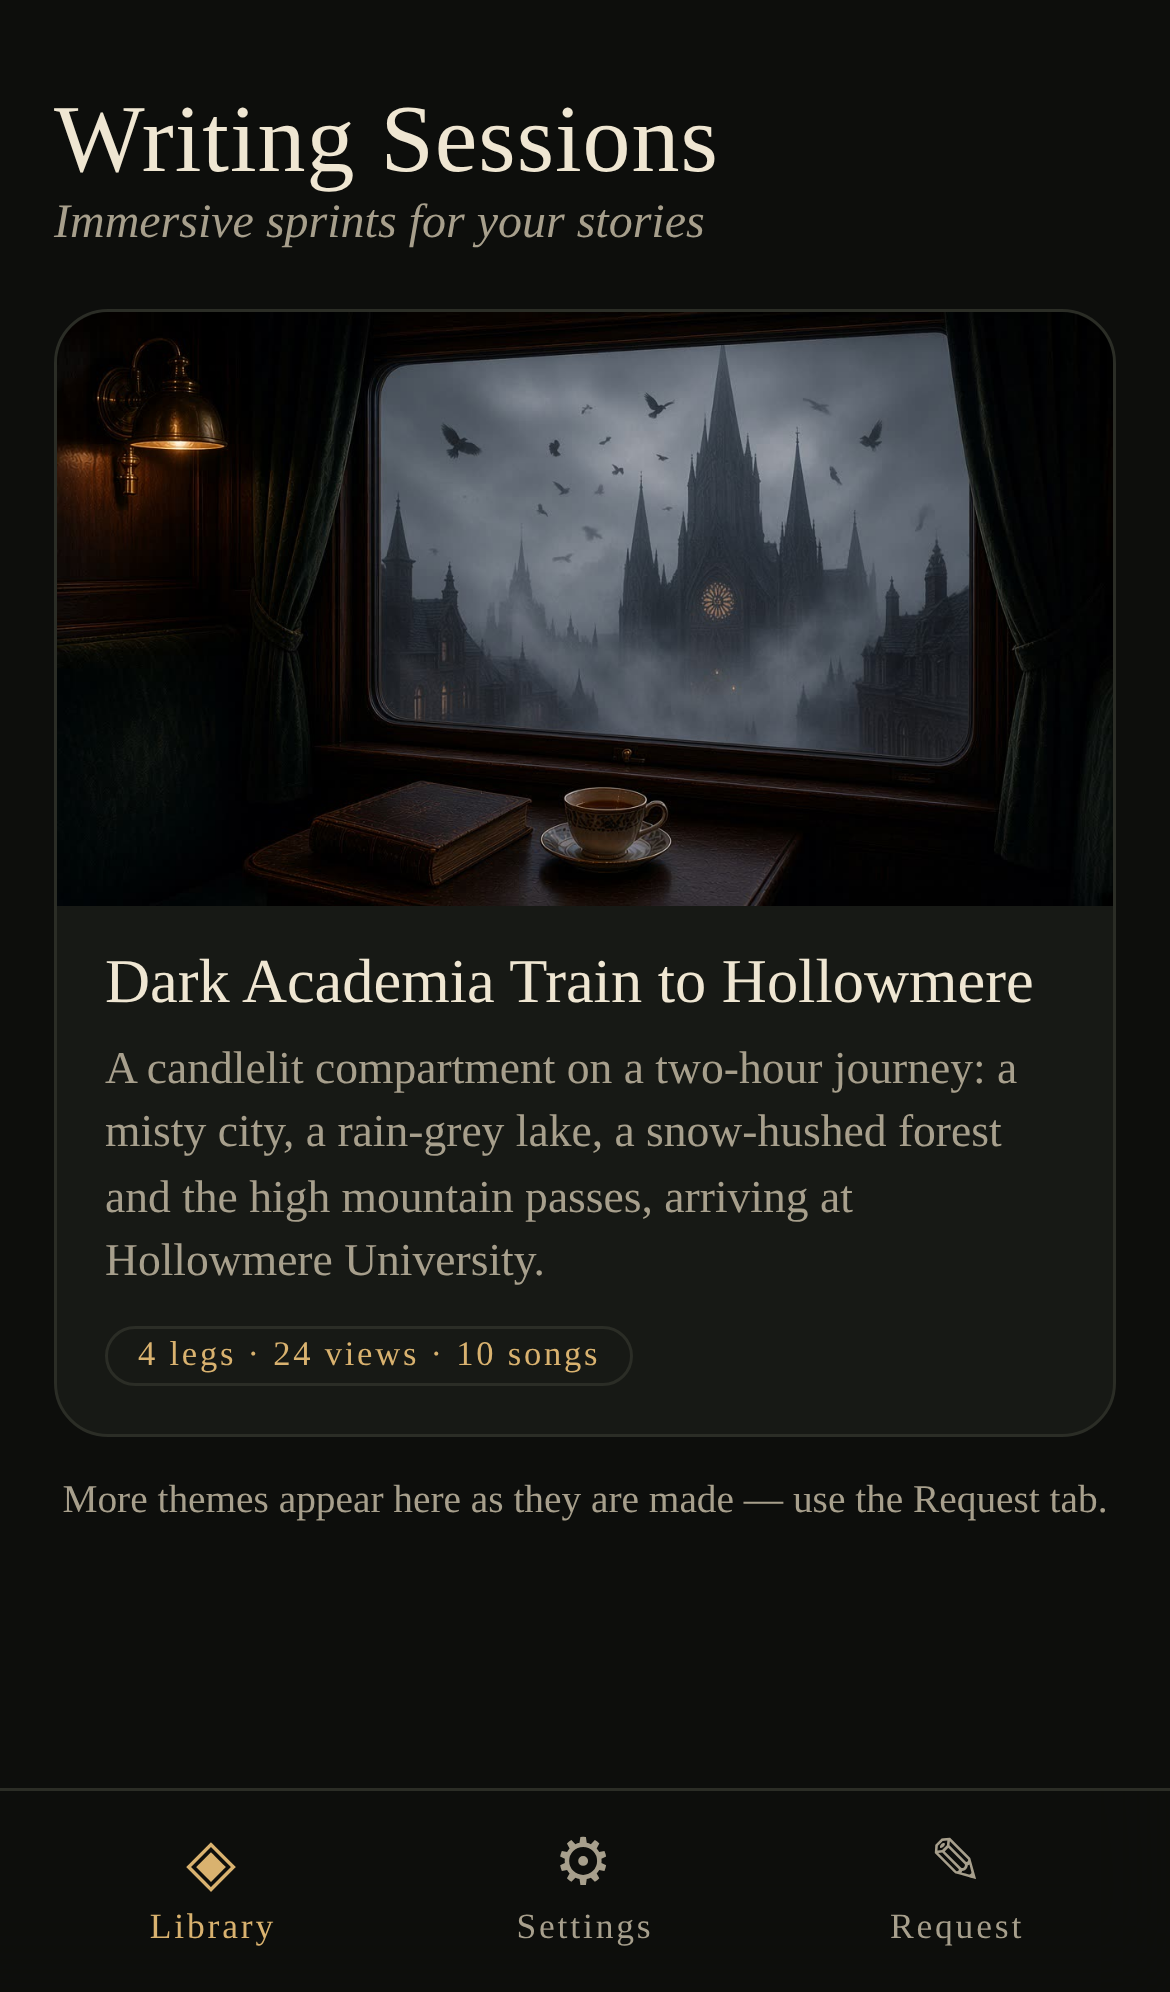 Writing Sessions
Immersive sprints for your stories
Dark Academia Train to Hollowmere
A candlelit compartment on a two-hour journey: a
misty city, a rain-grey lake, a snow-hushed forest
and the high mountain passes, arriving at
Hollowmere University.
4 legs · 24 views · 10 songs
More themes appear here as they are made — use the Request tab.
Library
Settings
Request